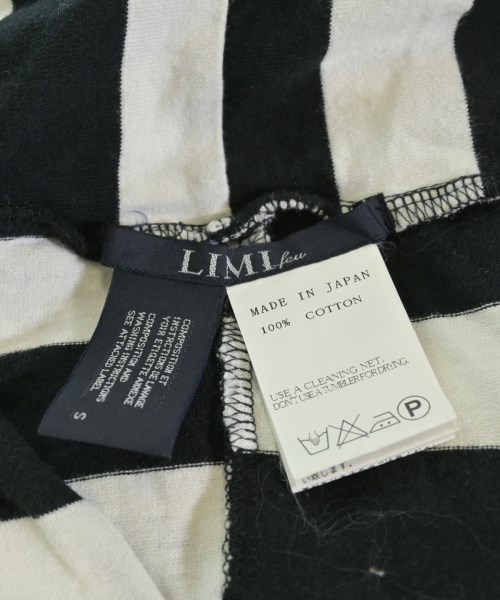 LIMI feu
MADE IN JAPAN
100% COTTON
USE A CLEANING NET.
DON'T USE A TUMBLER FOR DRYING.
P
COMPOSITION ET
INSTRUCTIONS DE LAVAGE
VOIR ETIQUETTE ANNEXE
COMPOSITION AND
WASHING INSTRUCTIONS
SEE ATTACHED LABEL
S